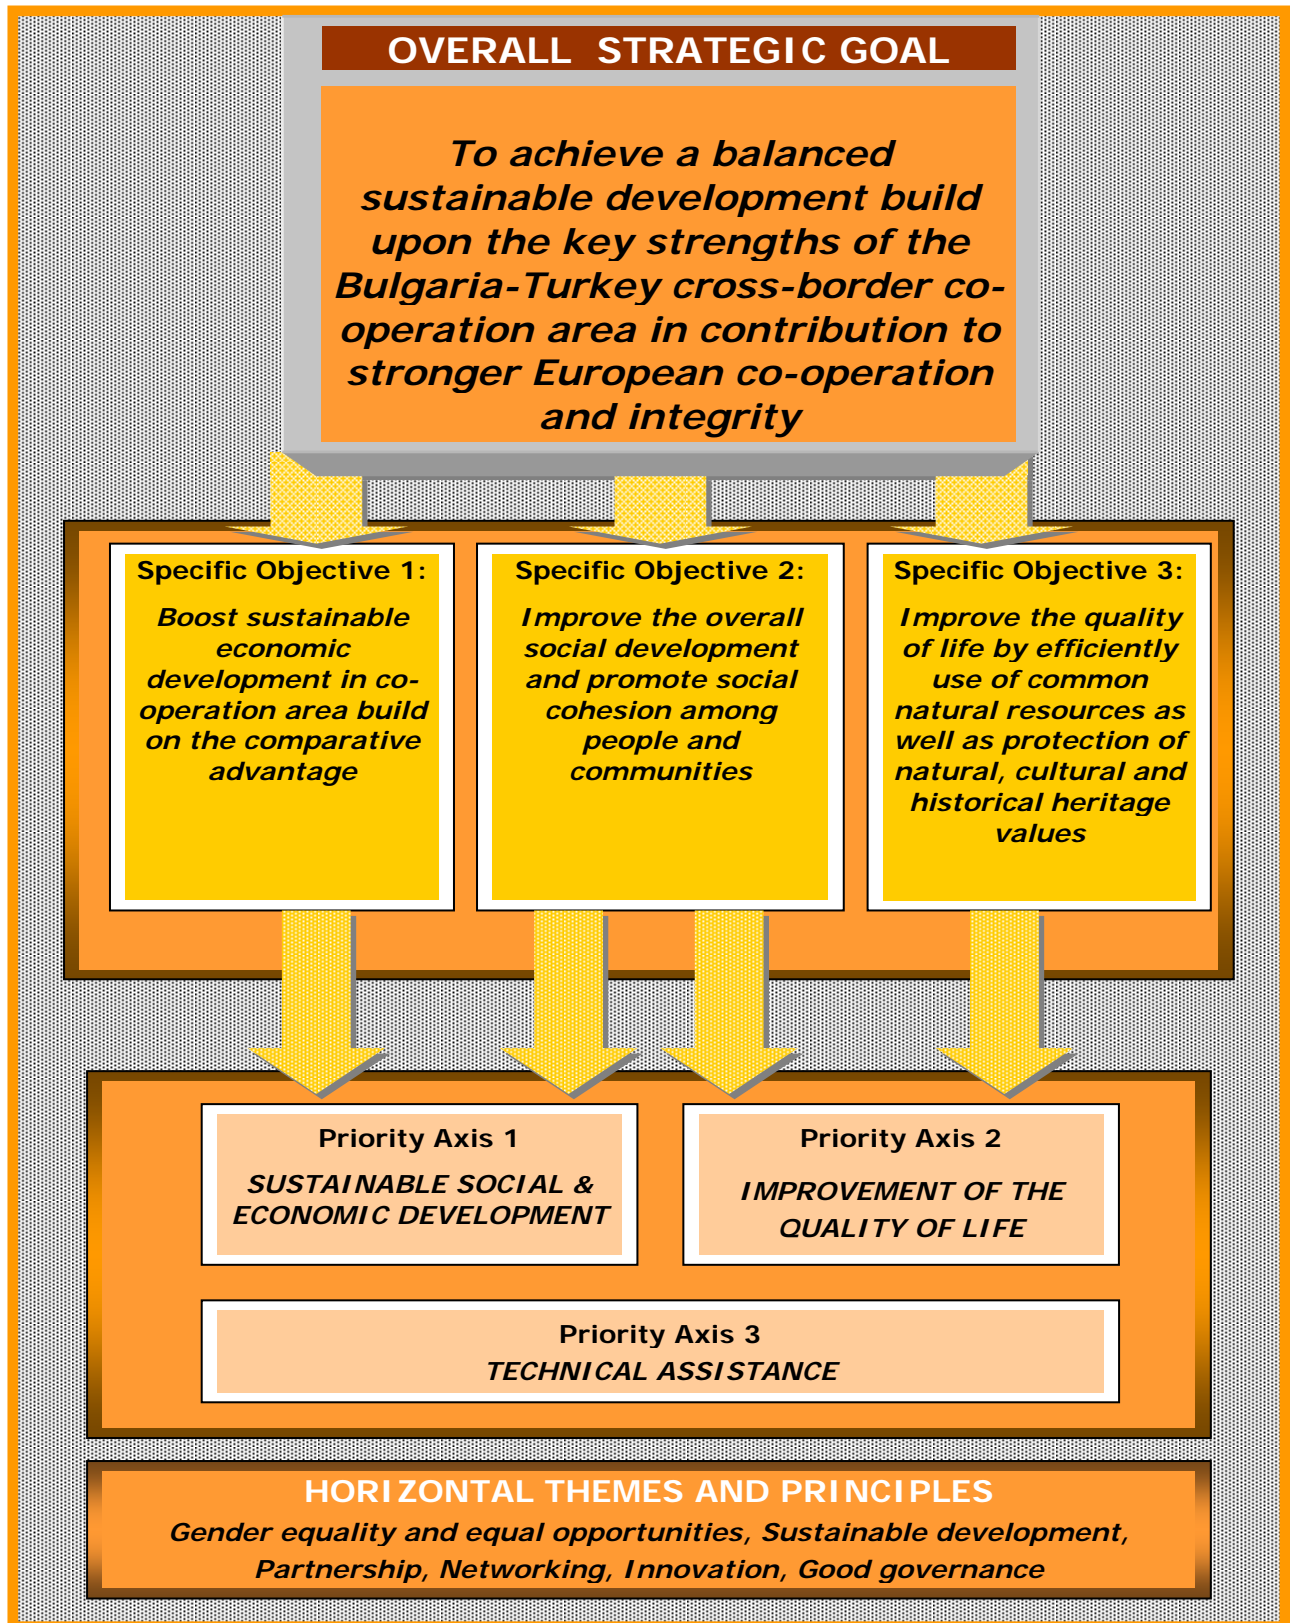 OVERALL STRATEGIC GOAL
To achieve a balanced
sustainable development build
upon the key strengths of the
Bulgaria-Turkey cross-border co-
operation area in contribution to
stronger European co-operation
and integrity
Specific Objective 1:
Boost sustainable
economic
development in co-
operation area build
on the comparative
advantage
Specific Objective 2:
Improve the overall
social development
and promote social
cohesion among
people and
communities
Specific Objective 3:
Improve the quality
of life by efficiently
use of common
natural resources as
well as protection of
natural, cultural and
historical heritage
values
Priority Axis 1
SUSTAINABLE SOCIAL &
ECONOMIC DEVELOPMENT
Priority Axis 2
IMPROVEMENT OF THE
QUALITY OF LIFE
Priority Axis 3
TECHNICAL ASSISTANCE
HORIZONTAL THEMES AND PRINCIPLES
Gender equality and equal opportunities, Sustainable development,
Partnership, Networking, Innovation, Good governance